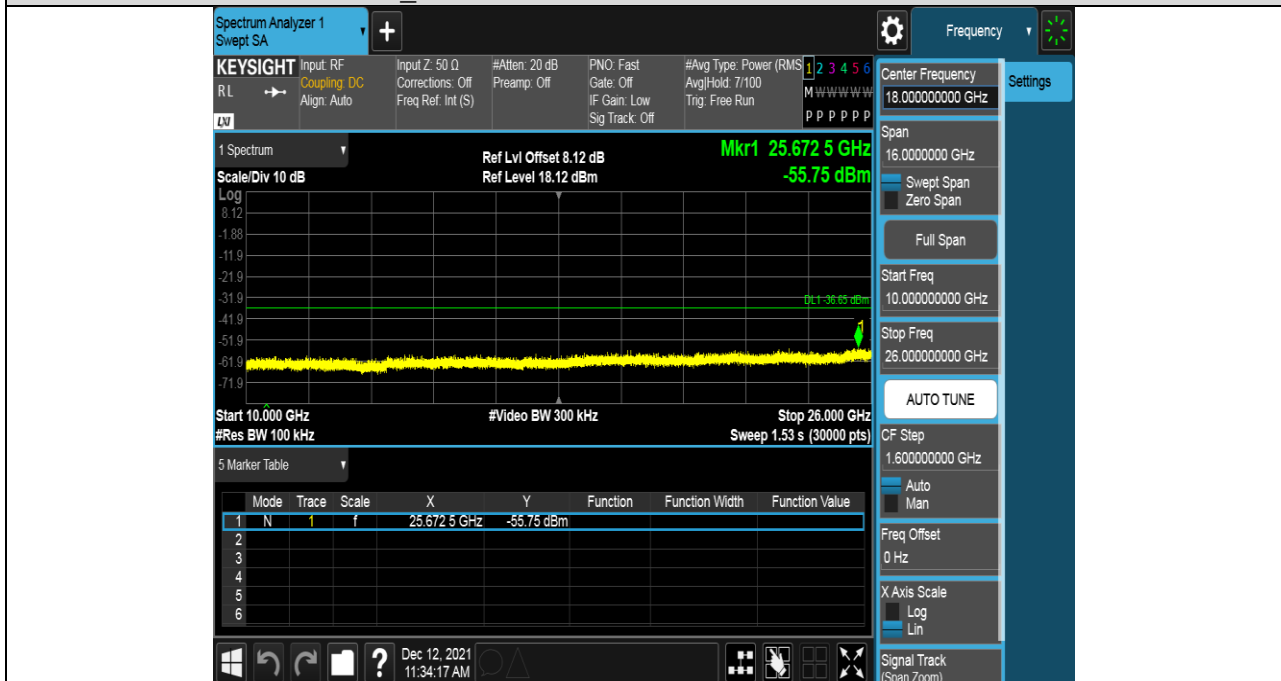 Spectrum Analyzer 1
Swept SA
Frequency
KEYSIGHT
RL
LXI
Input: RF
Coupling: DC
Align: Auto
Input Z: 50 Ω
Corrections: Off
Freq Ref: Int (S)
#Atten: 20 dB
Preamp: Off
PNO: Fast
Gate: Off
IF Gain: Low
Sig Track: Off
#Avg Type: Power (RMS
Avg|Hold: 7/100
Trig: Free Run
1 2 3 4 5 6
M W W W W W
P P P P P P
1 Spectrum
Scale/Div 10 dB
Ref Lvl Offset 8.12 dB
Ref Level 18.12 dBm
Mkr1 25.672 5 GHz
-55.75 dBm
Log
8.12
-1.88
-11.9
-21.9
-31.9
-41.9
-51.9
-61.9
-71.9
DL1 -36.65 dBm
1
Start 10.000 GHz
#Res BW 100 kHz
#Video BW 300 kHz
Stop 26.000 GHz
Sweep 1.53 s (30000 pts)
5 Marker Table
Mode Trace Scale X Y Function Function Width Function Value
1 N 1 f 25.672 5 GHz -55.75 dBm
2
3
4
5
6
?
Dec 12, 2021
11:34:17 AM
Center Frequency
18.000000000 GHz
Span
16.0000000 GHz
Swept Span
Zero Span
Full Span
Start Freq
10.000000000 GHz
Stop Freq
26.000000000 GHz
AUTO TUNE
CF Step
1.600000000 GHz
Auto
Man
Freq Offset
0 Hz
X Axis Scale
Log
Lin
Signal Track
(Span Zoom)
Settings